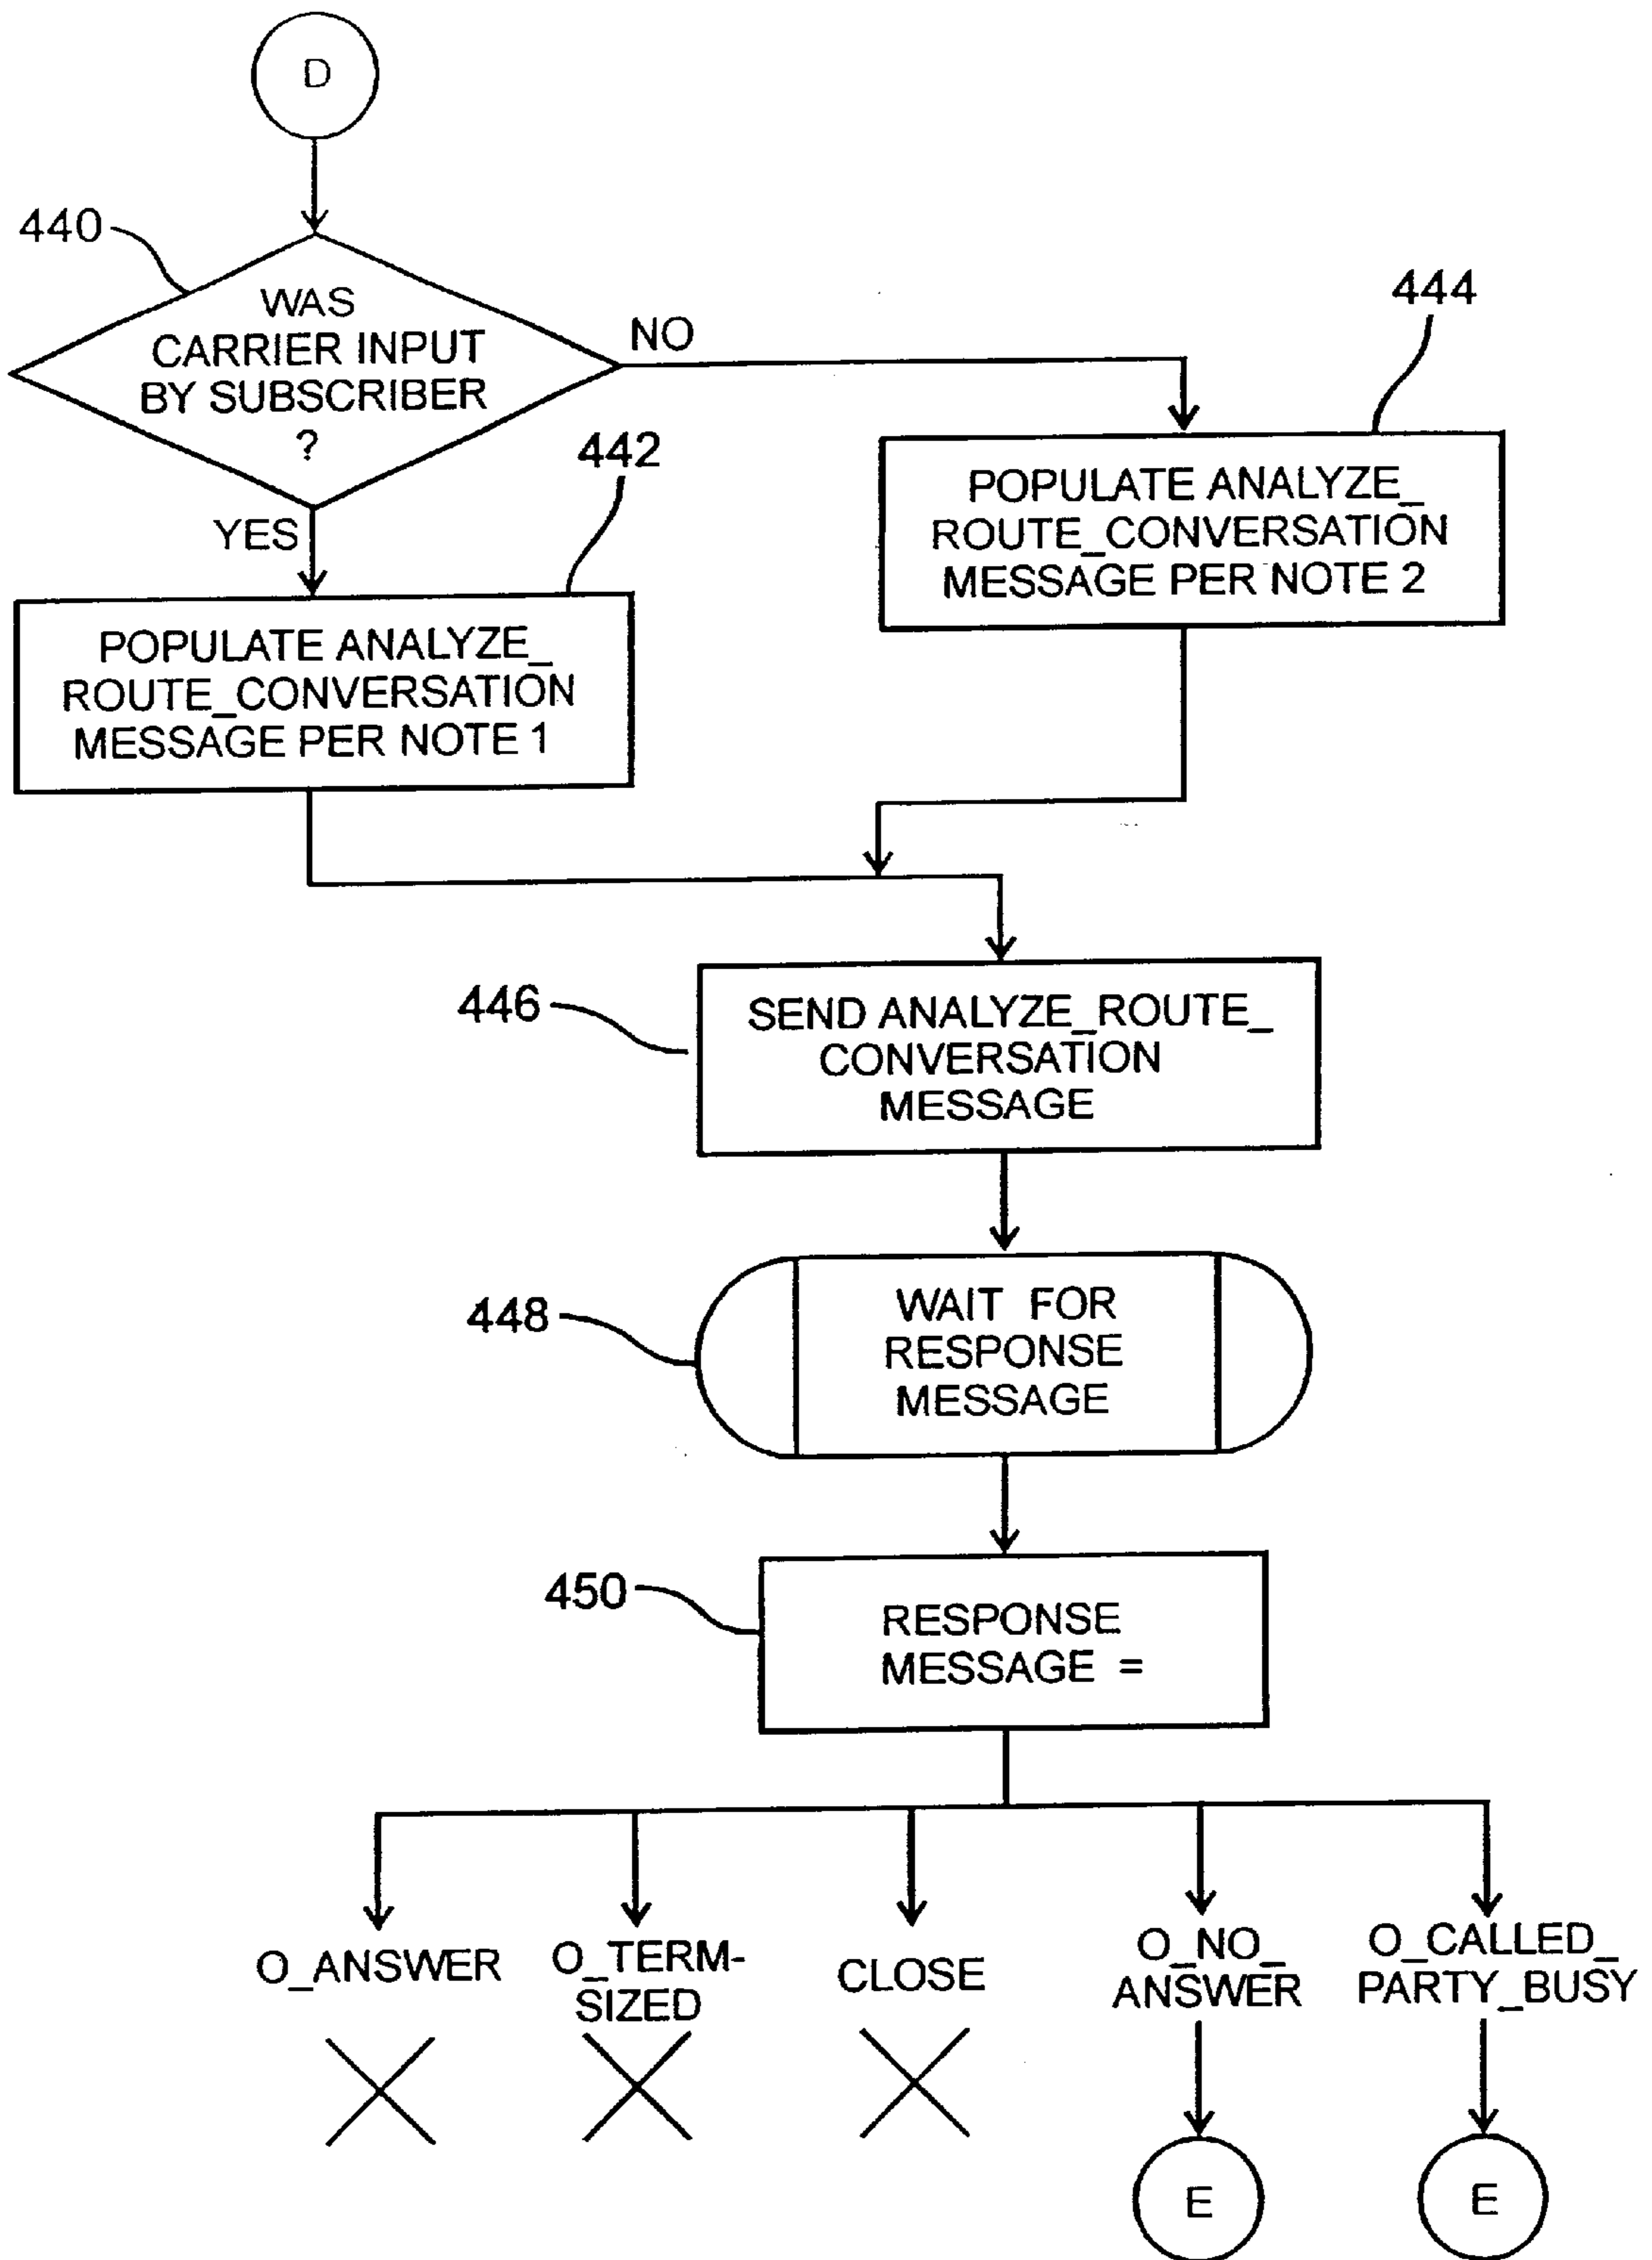 D
440
WAS
CARRIER INPUT
BY SUBSCRIBER
?
NO
YES
444
POPULATE ANALYZE_
ROUTE_CONVERSATION
MESSAGE PER NOTE 2
442
POPULATE ANALYZE_
ROUTE_CONVERSATION
MESSAGE PER NOTE 1
446
SEND ANALYZE_ROUTE_
CONVERSATION
MESSAGE
448
WAIT FOR
RESPONSE
MESSAGE
450
RESPONSE
MESSAGE =
O_ANSWER
O_TERM-
SIZED
CLOSE
O_NO_
ANSWER
O_CALLED_
PARTY_BUSY
E
E